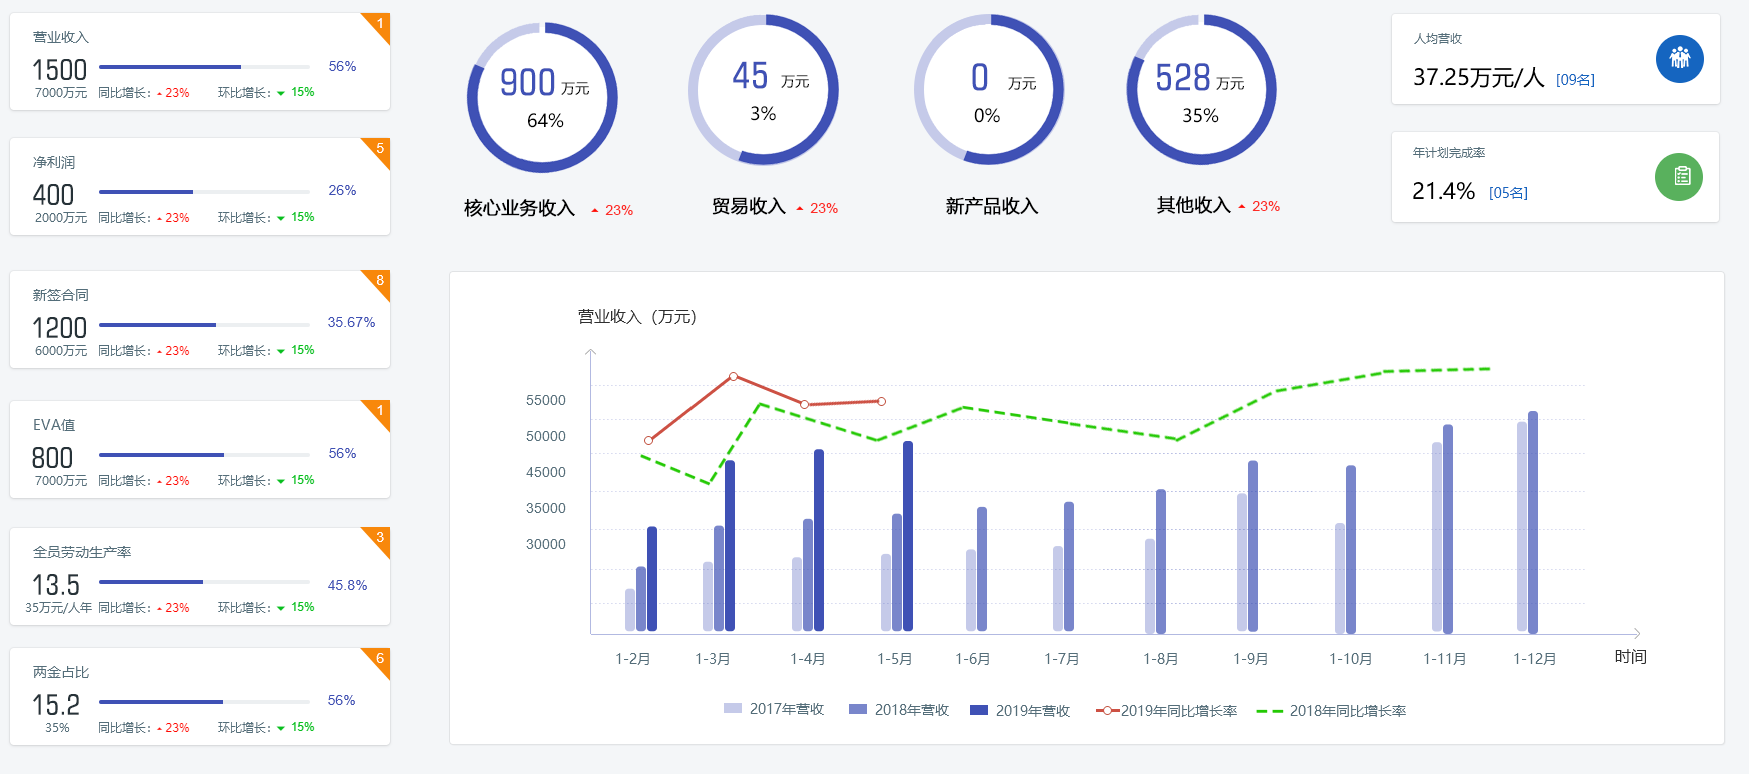 营业收入
1
1500
56%
7000万元 同比增长： 23% 环比增长： 15%
净利润
5
400
26%
2000万元 同比增长： 23% 环比增长： 15%
新签合同
8
1200
35.67%
6000万元 同比增长： 23% 环比增长： 15%
EVA值
1
800
56%
7000万元 同比增长： 23% 环比增长： 15%
全员劳动生产率
3
13.5
45.8%
35万元/人年 同比增长： 23% 环比增长： 15%
两金占比
6
15.2
56%
35% 同比增长： 23% 环比增长： 15%
900 万元
64%
核心业务收入 23%
45 万元
3%
贸易收入 23%
0 万元
0%
新产品收入
528 万元
35%
其他收入 23%
人均营收
37.25万元/人 [09名]
年计划完成率
21.4% [05名]
营业收入（万元）
55000
50000
45000
35000
30000
1-2月 1-3月 1-4月 1-5月 1-6月 1-7月 1-8月 1-9月 1-10月 1-11月 1-12月 时间
2017年营收 2018年营收 2019年营收 2019年同比增长率 2018年同比增长率